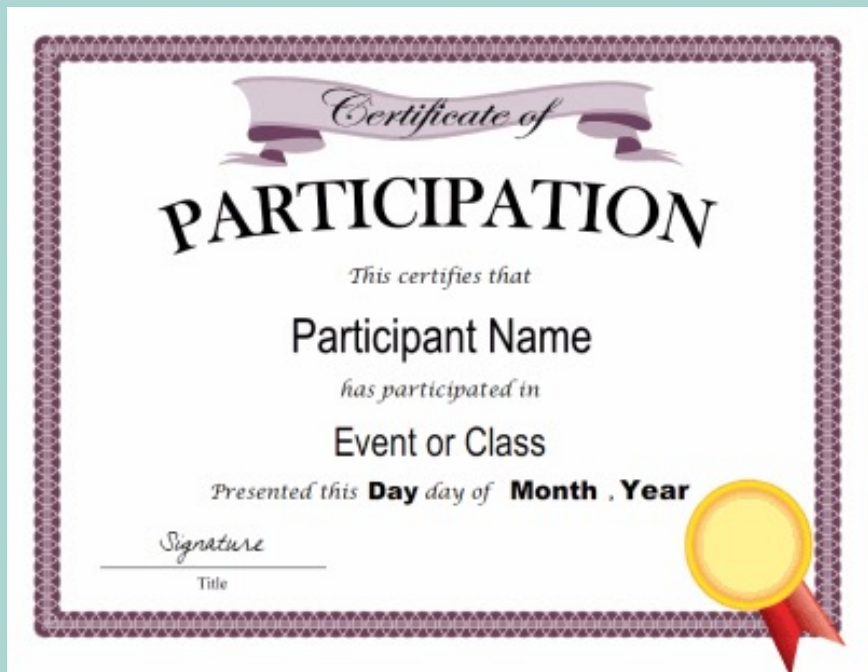 Certificate of
PARTICIPATION
This certifies that
Participant Name
has participated in
Event or Class
Presented this Day day of Month , Year
Signature
Title